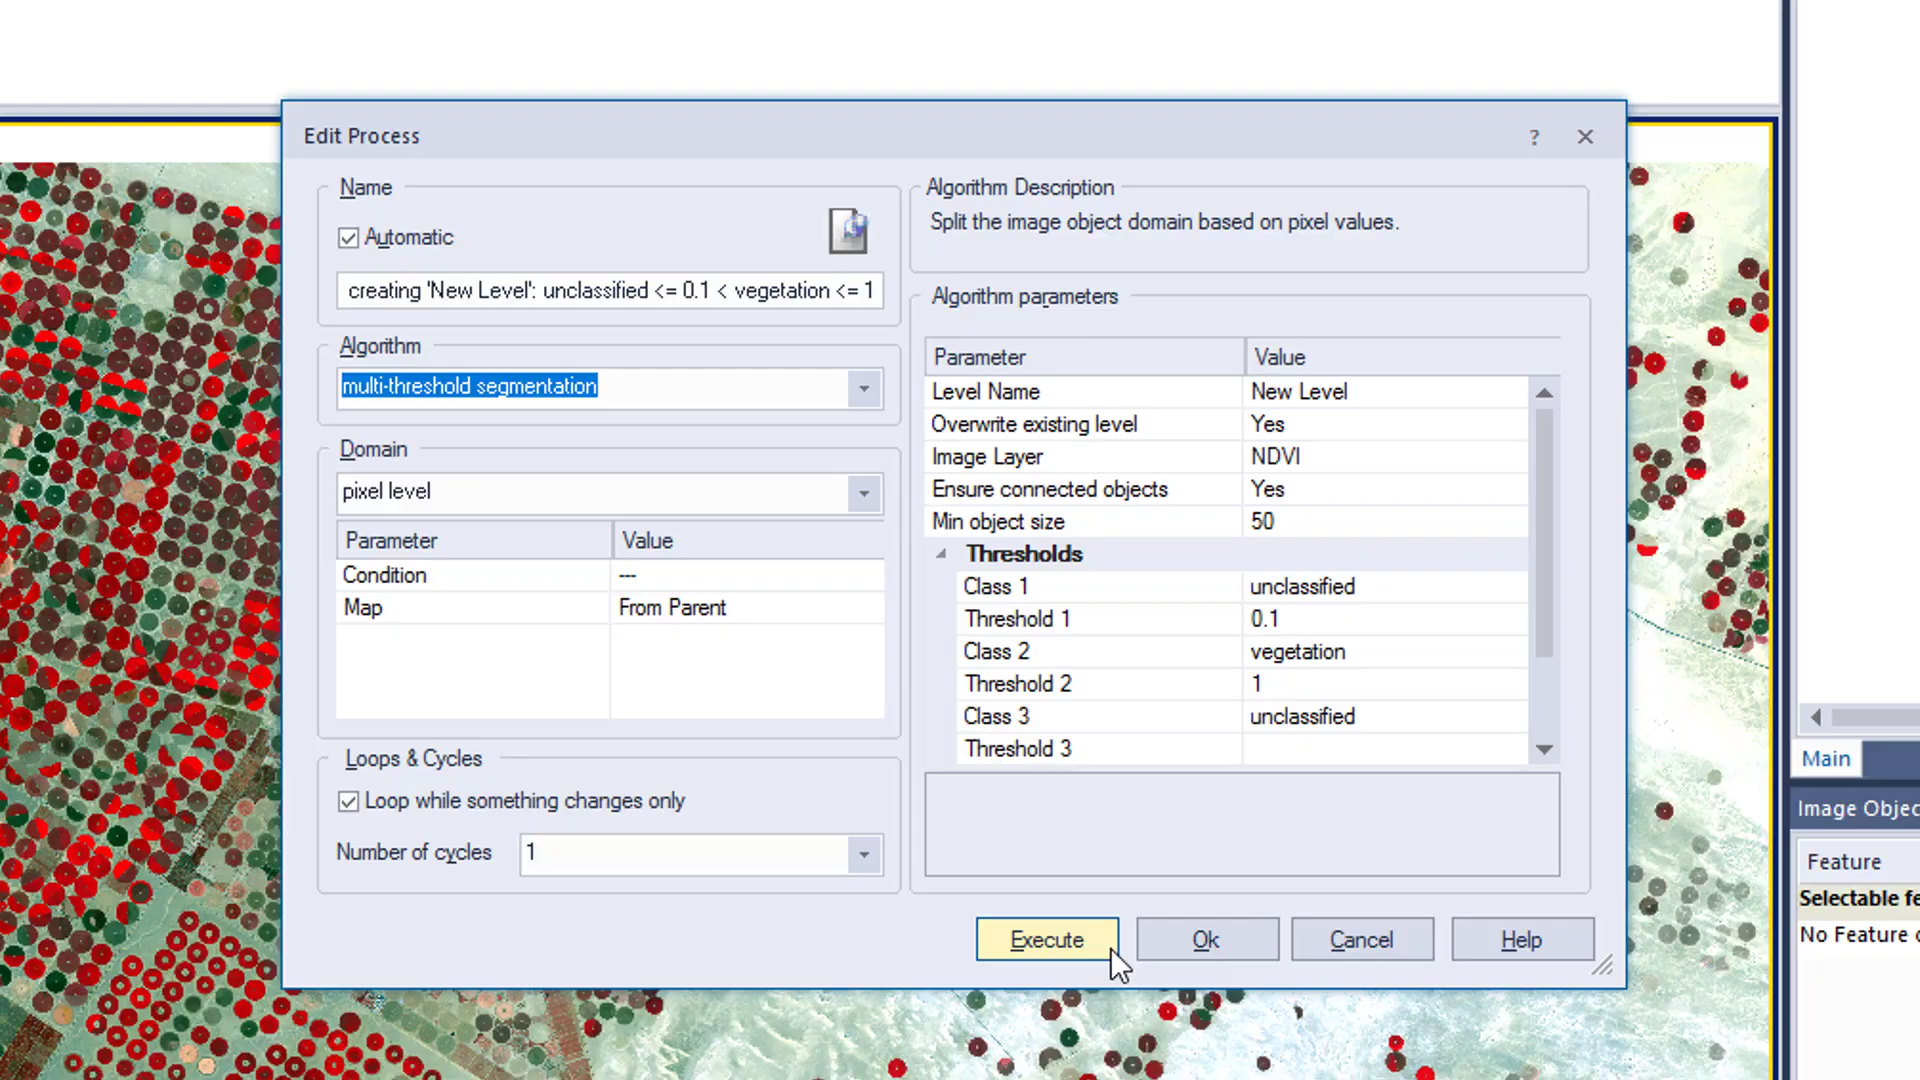 Edit Process
?
Name
Automatic
creating 'New Level': unclassified <= 0.1 < vegetation <= 1
Algorithm
multi-threshold segmentation
Domain
pixel level
Parameter Value
Condition ---
Map From Parent
Loops & Cycles
Loop while something changes only
Number of cycles 1
Algorithm Description
Split the image object domain based on pixel values.
Algorithm parameters
Parameter Value
Level Name New Level
Overwrite existing level Yes
Image Layer NDVI
Ensure connected objects Yes
Min object size 50
Thresholds
Class 1 unclassified
Threshold 1 0.1
Class 2 vegetation
Threshold 2 1
Class 3 unclassified
Threshold 3
Execute Ok Cancel Help
Main
Image Objec
Feature
Selectable fe
No Feature